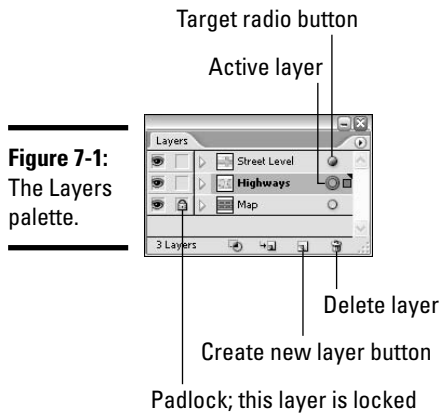 Target radio button
Active layer
Figure 7-1:
The Layers
palette.
Layers
Street Level
Highways
Map
3 Layers
Delete layer
Create new layer button
Padlock; this layer is locked